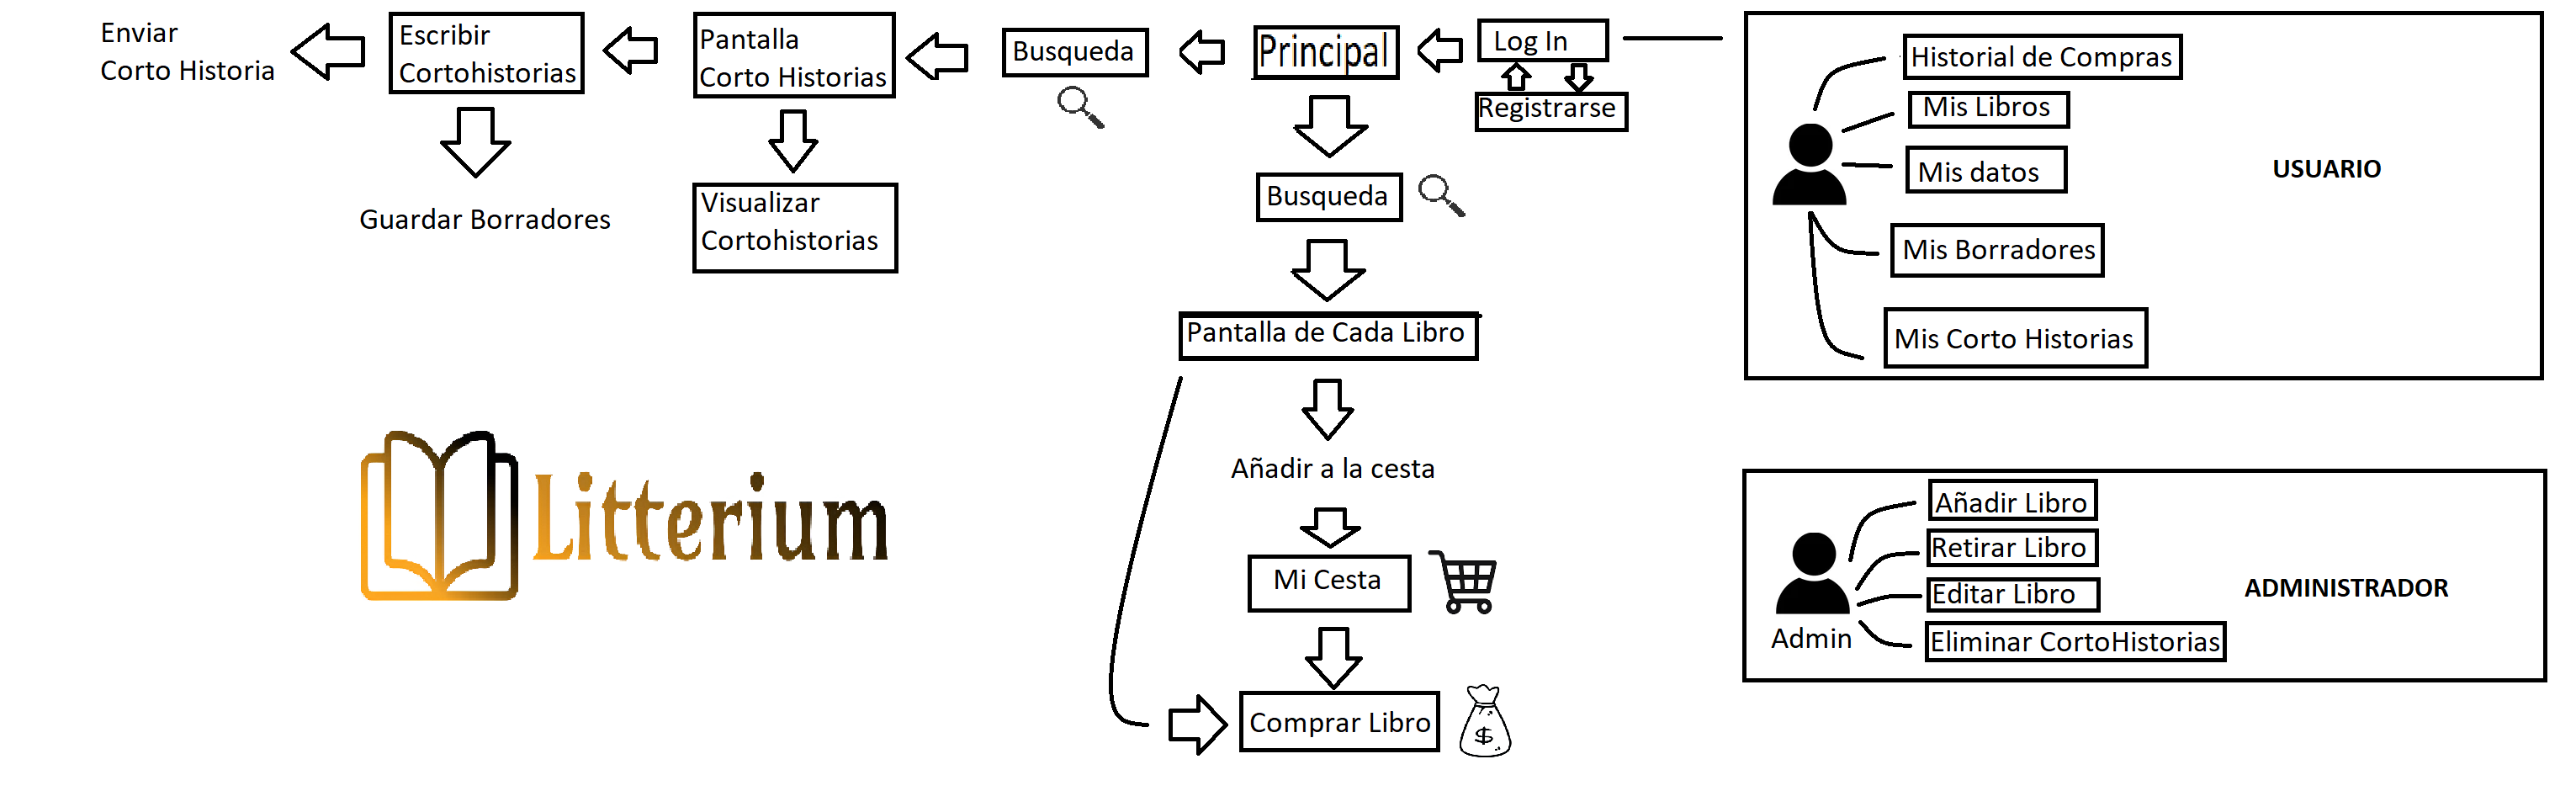 Enviar
Corto Historia
Escribir
Cortohistorias
Guardar Borradores
Pantalla
Corto Historias
Visualizar
Cortohistorias
Busqueda
Principal
Log In
Registrarse
Busqueda
Pantalla de Cada Libro
Añadir a la cesta
Mi Cesta
Comprar Libro
$
Litterium
Historial de Compras
Mis Libros
Mis datos
Mis Borradores
Mis Corto Historias
USUARIO
Añadir Libro
Retirar Libro
Editar Libro
Eliminar CortoHistorias
Admin
ADMINISTRADOR